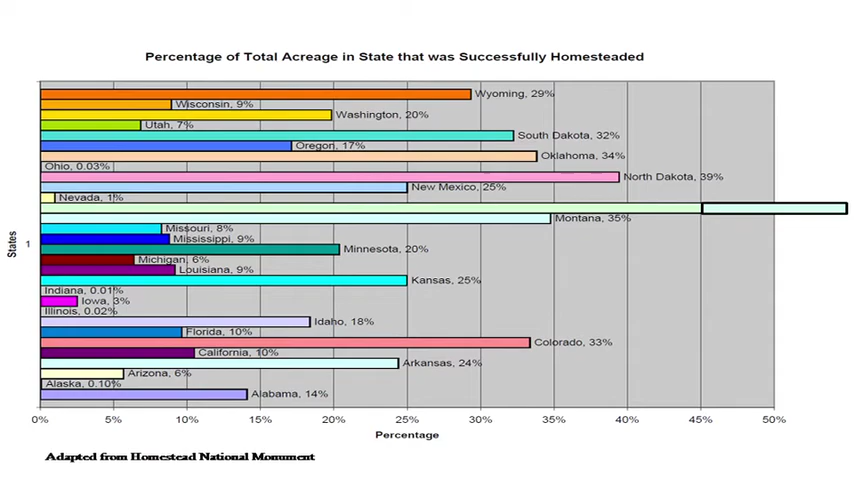 Percentage of Total Acreage in State that was Successfully Homesteaded
Wyoming, 29%
Wisconsin, 9%
Washington, 20%
Utah, 7%
South Dakota, 32%
Oregon, 17%
Oklahoma, 34%
Ohio, 0.03%
North Dakota, 39%
New Mexico, 25%
Nevada, 1%
Montana, 35%
Missouri, 8%
Mississippi, 9%
Minnesota, 20%
Michigan, 6%
Louisiana, 9%
Kansas, 25%
Indiana, 0.01%
Iowa, 3%
Illinois, 0.02%
Idaho, 18%
Florida, 10%
Colorado, 33%
California, 10%
Arkansas, 24%
Arizona, 6%
Alaska, 0.10%
Alabama, 14%
States
1
0% 5% 10% 15% 20% 25% 30% 35% 40% 45% 50%
Percentage
Adapted from Homestead National Monument